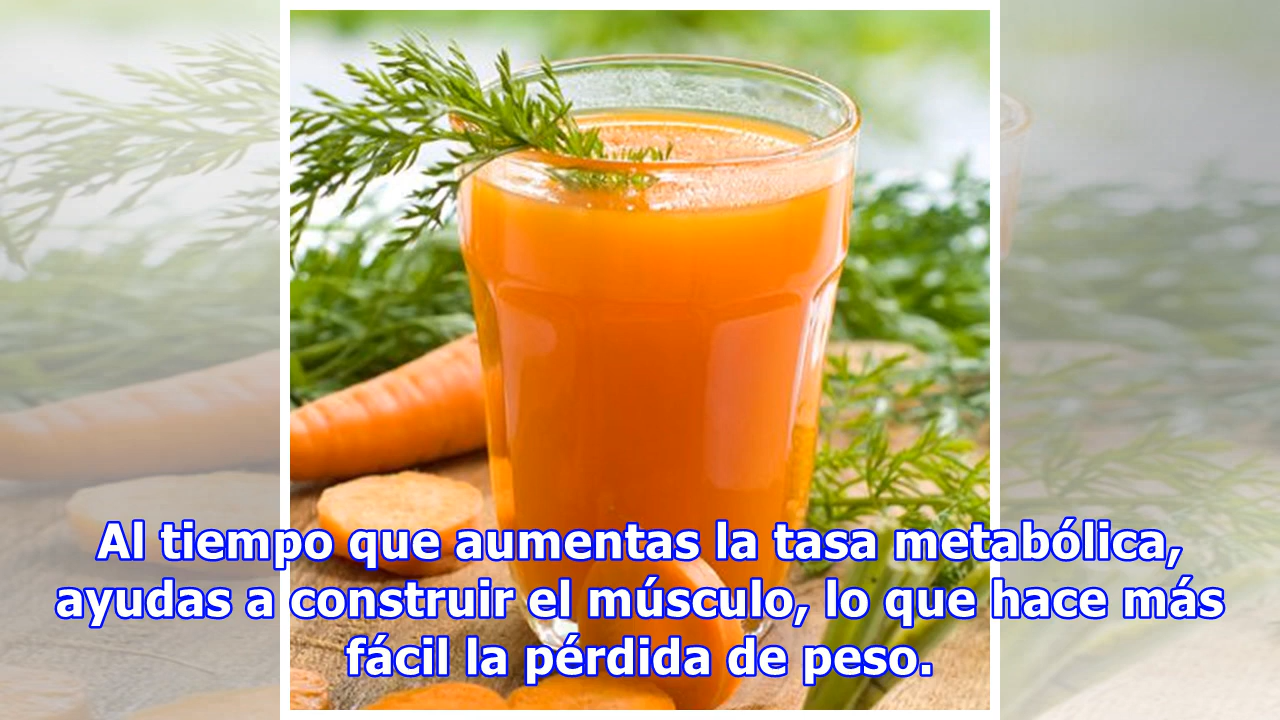 Al tiempo que aumentas la tasa metabólica,
ayudas a construir el músculo, lo que hace más
fácil la pérdida de peso.